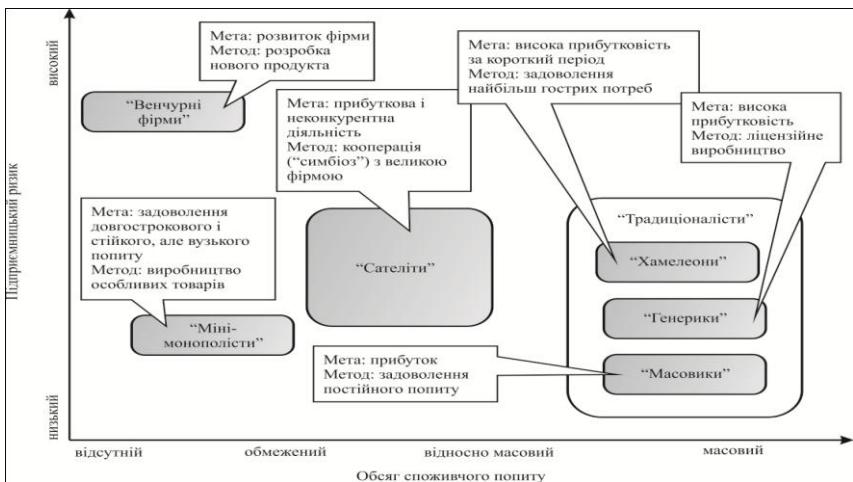 високий
Підприємницький ризик
низький
Мета: розвиток фірми
Метод: розробка
нового продукта
“Венчурні
фірми”
Мета: прибуткова і
неконкурентна
діяльність
Метод: кооперація
(“симбіоз”) з великою
фірмою
Мета: висока прибутковість
за короткий період
Метод: задоволення
найбільш гострих потреб
Мета: висока
прибутковість
Метод: ліцензійне
виробництво
Мета: задоволення
довгострокового і
стійкого, але вузького
попиту
Метод: виробництво
особливих товарів
“Сателіти”
“Традиціоналісти”
“Хамелеони”
“Генерики”
“Масовики”
“Міні-
монополісти”
Мета: прибуток
Метод: задоволення
постійного попиту
відсутній обмежений відносно масовий масовий
Обсяг споживчого попиту